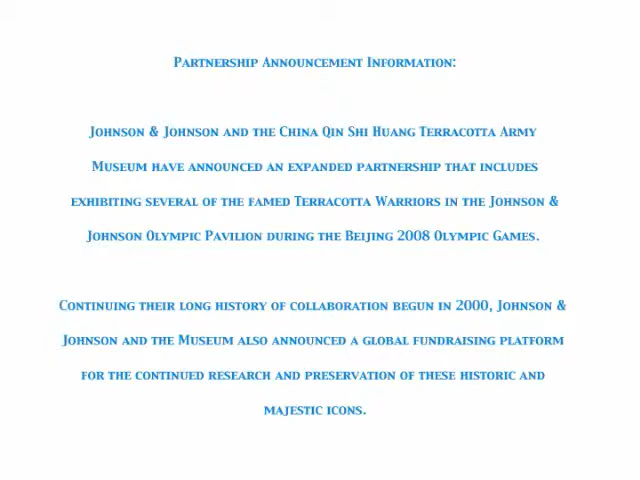 Partnership Announcement Information:
Johnson & Johnson and the China Qin Shi Huang Terracotta Army
Museum have announced an expanded partnership that includes
exhibiting several of the famed Terracotta Warriors in the Johnson &
Johnson Olympic Pavilion during the Beijing 2008 Olympic Games.
Continuing their long history of collaboration begun in 2000, Johnson &
Johnson and the Museum also announced a global fundraising platform
for the continued research and preservation of these historic and
majestic icons.